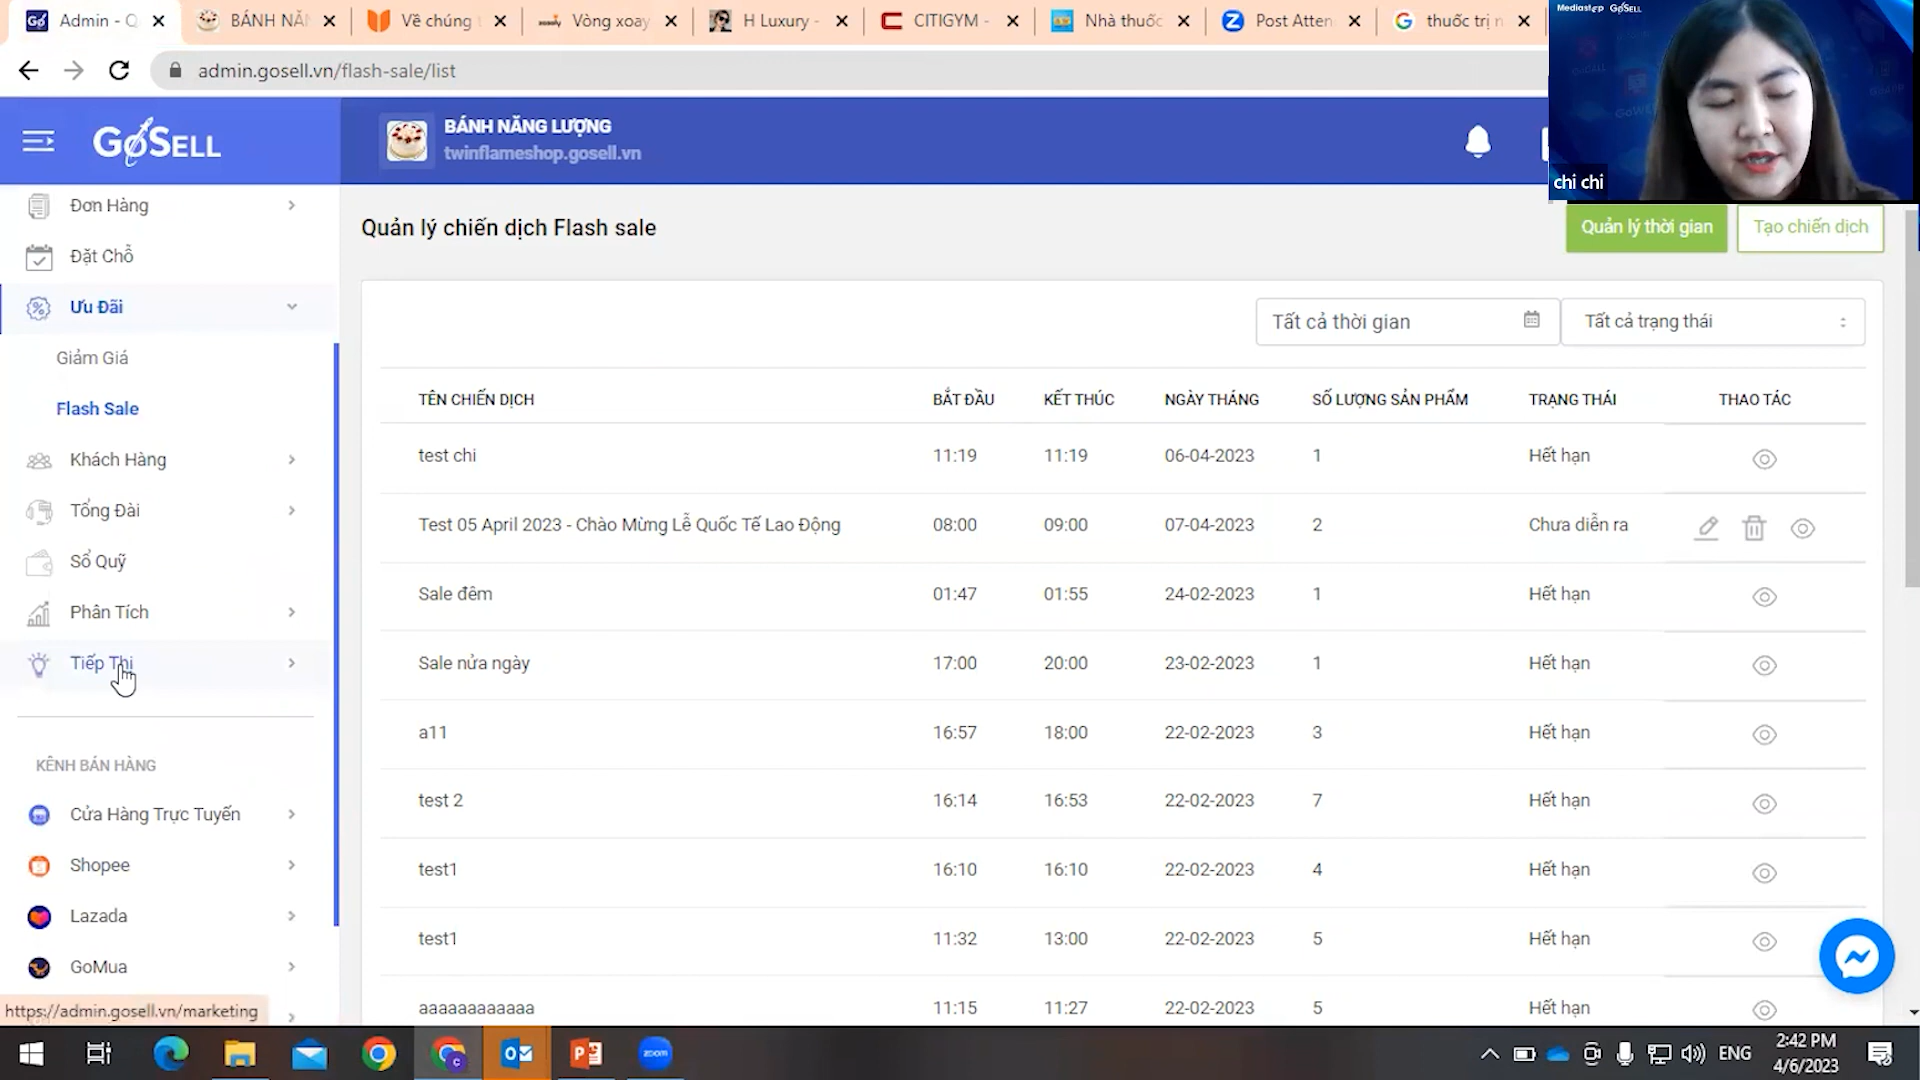 Admin - Q
BÁNH NĂN
Về chúng t
Vòng xoay
H Luxury -
CITIGYM -
Nhà thuốc
Post Atten
thuốc trị n
admin.gosell.vn/flash-sale/list
Mediastep GoSELL
chi chi
GoSELL
BÁNH NĂNG LƯỢNG
twinflameshop.gosell.vn
Đơn Hàng
Đặt Chỗ
Ưu Đãi
Giảm Giá
Flash Sale
Khách Hàng
Tổng Đài
Sổ Quỹ
Phân Tích
Tiếp Thị
KÊNH BÁN HÀNG
Cửa Hàng Trực Tuyến
Shopee
Lazada
GoMua
https://admin.gosell.vn/marketing
Quản lý chiến dịch Flash sale
Quản lý thời gian
Tạo chiến dịch
Tất cả thời gian
Tất cả trạng thái
TÊN CHIẾN DỊCH BẮT ĐẦU KẾT THÚC NGÀY THÁNG SỐ LƯỢNG SẢN PHẨM TRẠNG THÁI THAO TÁC
test chi 11:19 11:19 06-04-2023 1 Hết hạn
Test 05 April 2023 - Chào Mừng Lễ Quốc Tế Lao Động 08:00 09:00 07-04-2023 2 Chưa diễn ra
Sale đêm 01:47 01:55 24-02-2023 1 Hết hạn
Sale nửa ngày 17:00 20:00 23-02-2023 1 Hết hạn
a11 16:57 18:00 22-02-2023 3 Hết hạn
test 2 16:14 16:53 22-02-2023 7 Hết hạn
test1 16:10 16:10 22-02-2023 4 Hết hạn
test1 11:32 13:00 22-02-2023 5 Hết hạn
aaaaaaaaaaaa 11:15 11:27 22-02-2023 5 Hết hạn
zoom
ENG
2:42 PM
4/6/2023